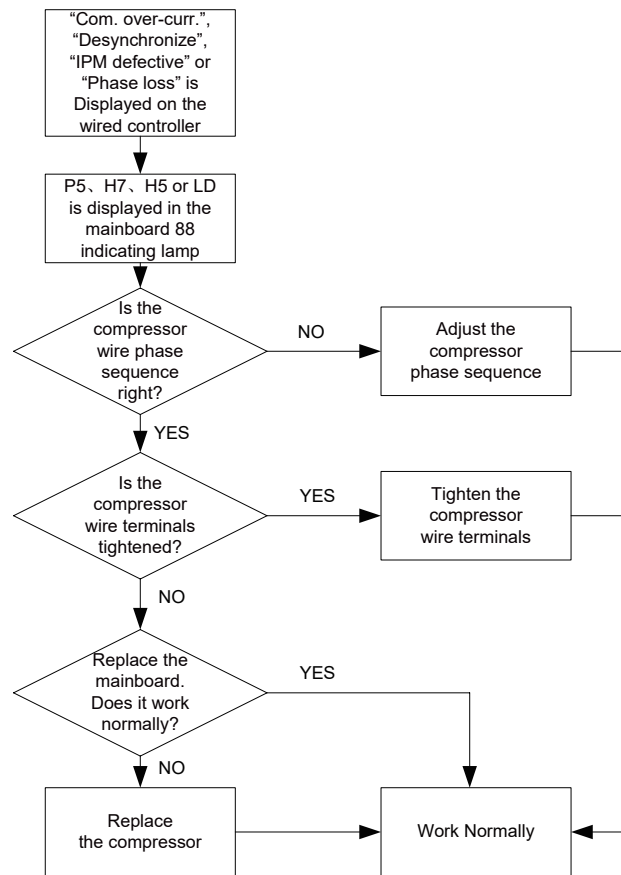 “Com. over-curr.”,
“Desynchronize”,
“IPM defective” or
“Phase loss” is
Displayed on the
wired controller
P5、H7、H5 or LD
is displayed in the
mainboard 88
indicating lamp
Is the
compressor
wire phase
sequence
right?
NO
Adjust the
compressor
phase sequence
YES
Is the
compressor
wire terminals
tightened?
YES
Tighten the
compressor
wire terminals
NO
Replace the
mainboard.
Does it work
normally?
YES
NO
Replace
the compressor
Work Normally